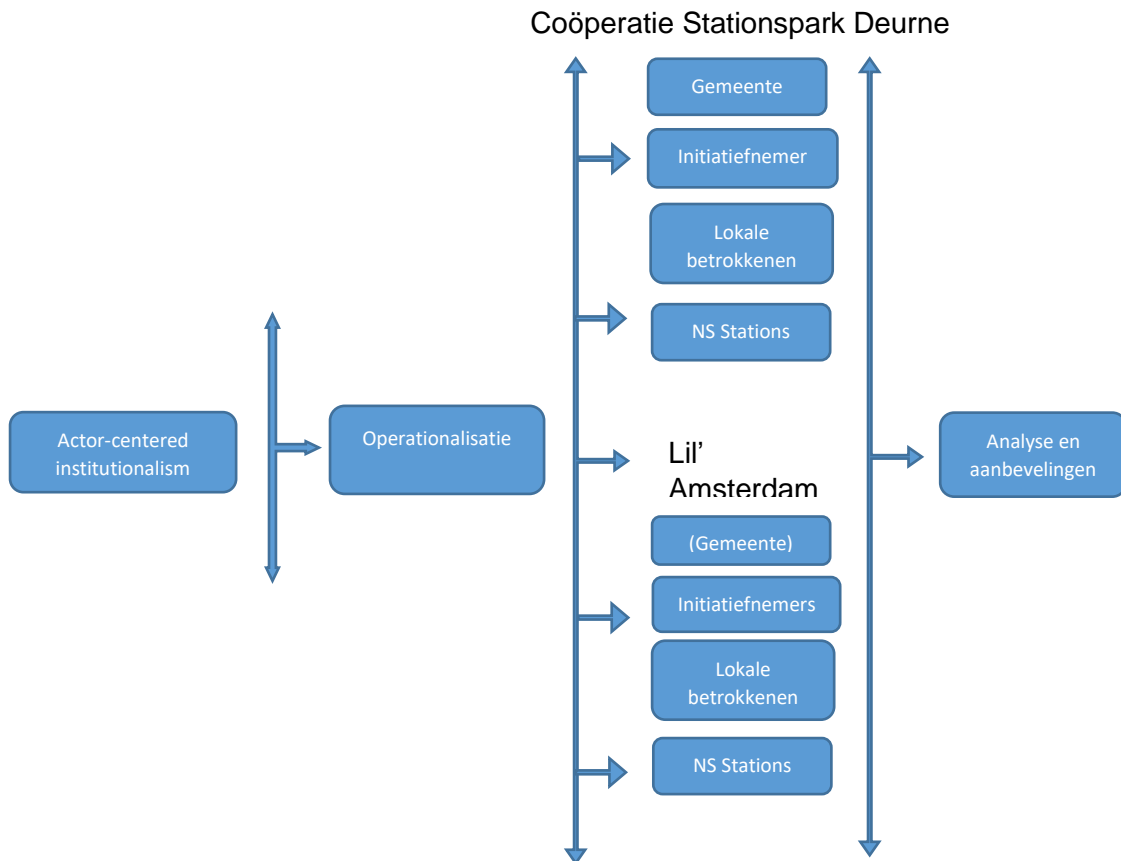 Coöperatie Stationspark Deurne
Gemeente
Initiatiefnemer
Lokale
betrokkenen
NS Stations
Actor-centered
institutionalism
Operationalisatie
Lil’
Amsterdam
(Gemeente)
Initiatiefnemers
Lokale
betrokkenen
NS Stations
Analyse en
aanbevelingen